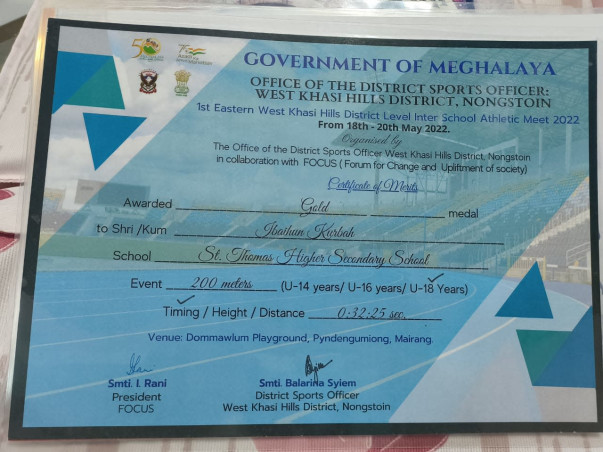 GOVERNMENT OF MEGHALAYA
OFFICE OF THE DISTRICT SPORTS OFFICER:
WEST KHASI HILLS DISTRICT, NONGSTOIN
1st Eastern West Khasi Hills District Level Inter School Athletic Meet 2022
From 18th - 20th May 2022.
Organised by
The Office of the District Sports Officer West Khasi Hills District, Nongstoin
in collaboration with FOCUS ( Forum for Change and Upliftment of society)
Certificate of Merits
Awarded Gold medal
to Shri /Kum Ibaihun Kurbah
School St. Thomas Higher Secondary School
Event 200 meters (U-14 years/ U-16 years/ U-18 Years)
Timing / Height / Distance 0:32:25 sec.
Venue: Dommawlum Playground, Pyndengumiong, Mairang.
Smti. I. Rani
President
FOCUS
Smti. Balarina Syiem
District Sports Officer
West Khasi Hills District, Nongstoin